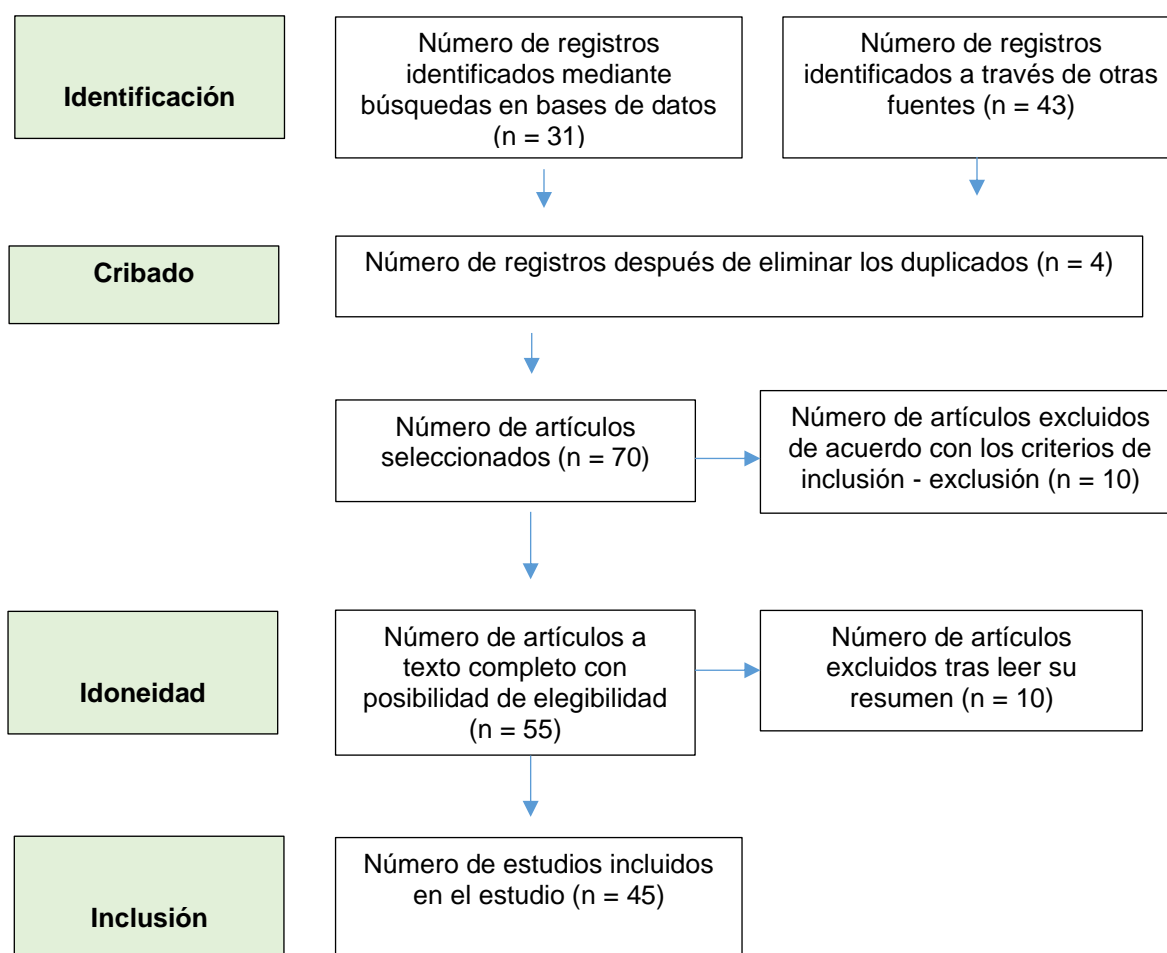 Identificación
Número de registros
identificados mediante
búsquedas en bases de datos
(n = 31)
Número de registros
identificados a través de otras
fuentes (n = 43)
Cribado
Número de registros después de eliminar los duplicados (n = 4)
Número de artículos
seleccionados (n = 70)
Número de artículos excluidos
de acuerdo con los criterios de
inclusión - exclusión (n = 10)
Idoneidad
Número de artículos a
texto completo con
posibilidad de elegibilidad
(n = 55)
Número de artículos
excluidos tras leer su
resumen (n = 10)
Inclusión
Número de estudios incluidos
en el estudio (n = 45)